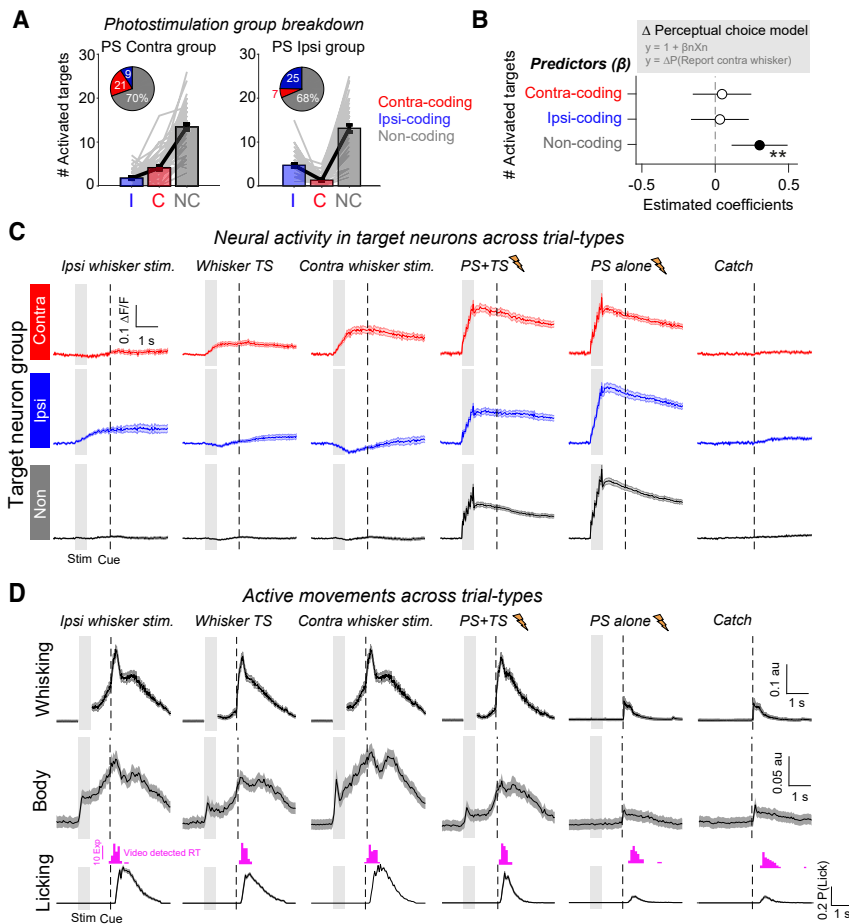 A
Photostimulation group breakdown
PS Contra group
PS Ipsi group
# Activated targets
30
20
10
0
9
21
70%
I
C
NC
30
20
10
0
25
7
68%
I
C
NC
Contra-coding
Ipsi-coding
Non-coding
B
Δ Perceptual choice model
y = 1 + βnXn
y = ΔP(Report contra whisker)
Predictors (β)
# Activated targets
Contra-coding
Ipsi-coding
Non-coding
**
-0.5
0
0.5
Estimated coefficients
C
Neural activity in target neurons across trial-types
Ipsi whisker stim.
Whisker TS
Contra whisker stim.
PS+TS
PS alone
Catch
Target neuron group
Contra
0.1 ΔF/F
1 s
Ipsi
Non
Stim Cue
D
Active movements across trial-types
Ipsi whisker stim.
Whisker TS
Contra whisker stim.
PS+TS
PS alone
Catch
Whisking
0.1 au
1 s
Body
0.05 au
1 s
Licking
10 Exp
Video detected RT
0.2 P(Lick)
1 s
Stim Cue